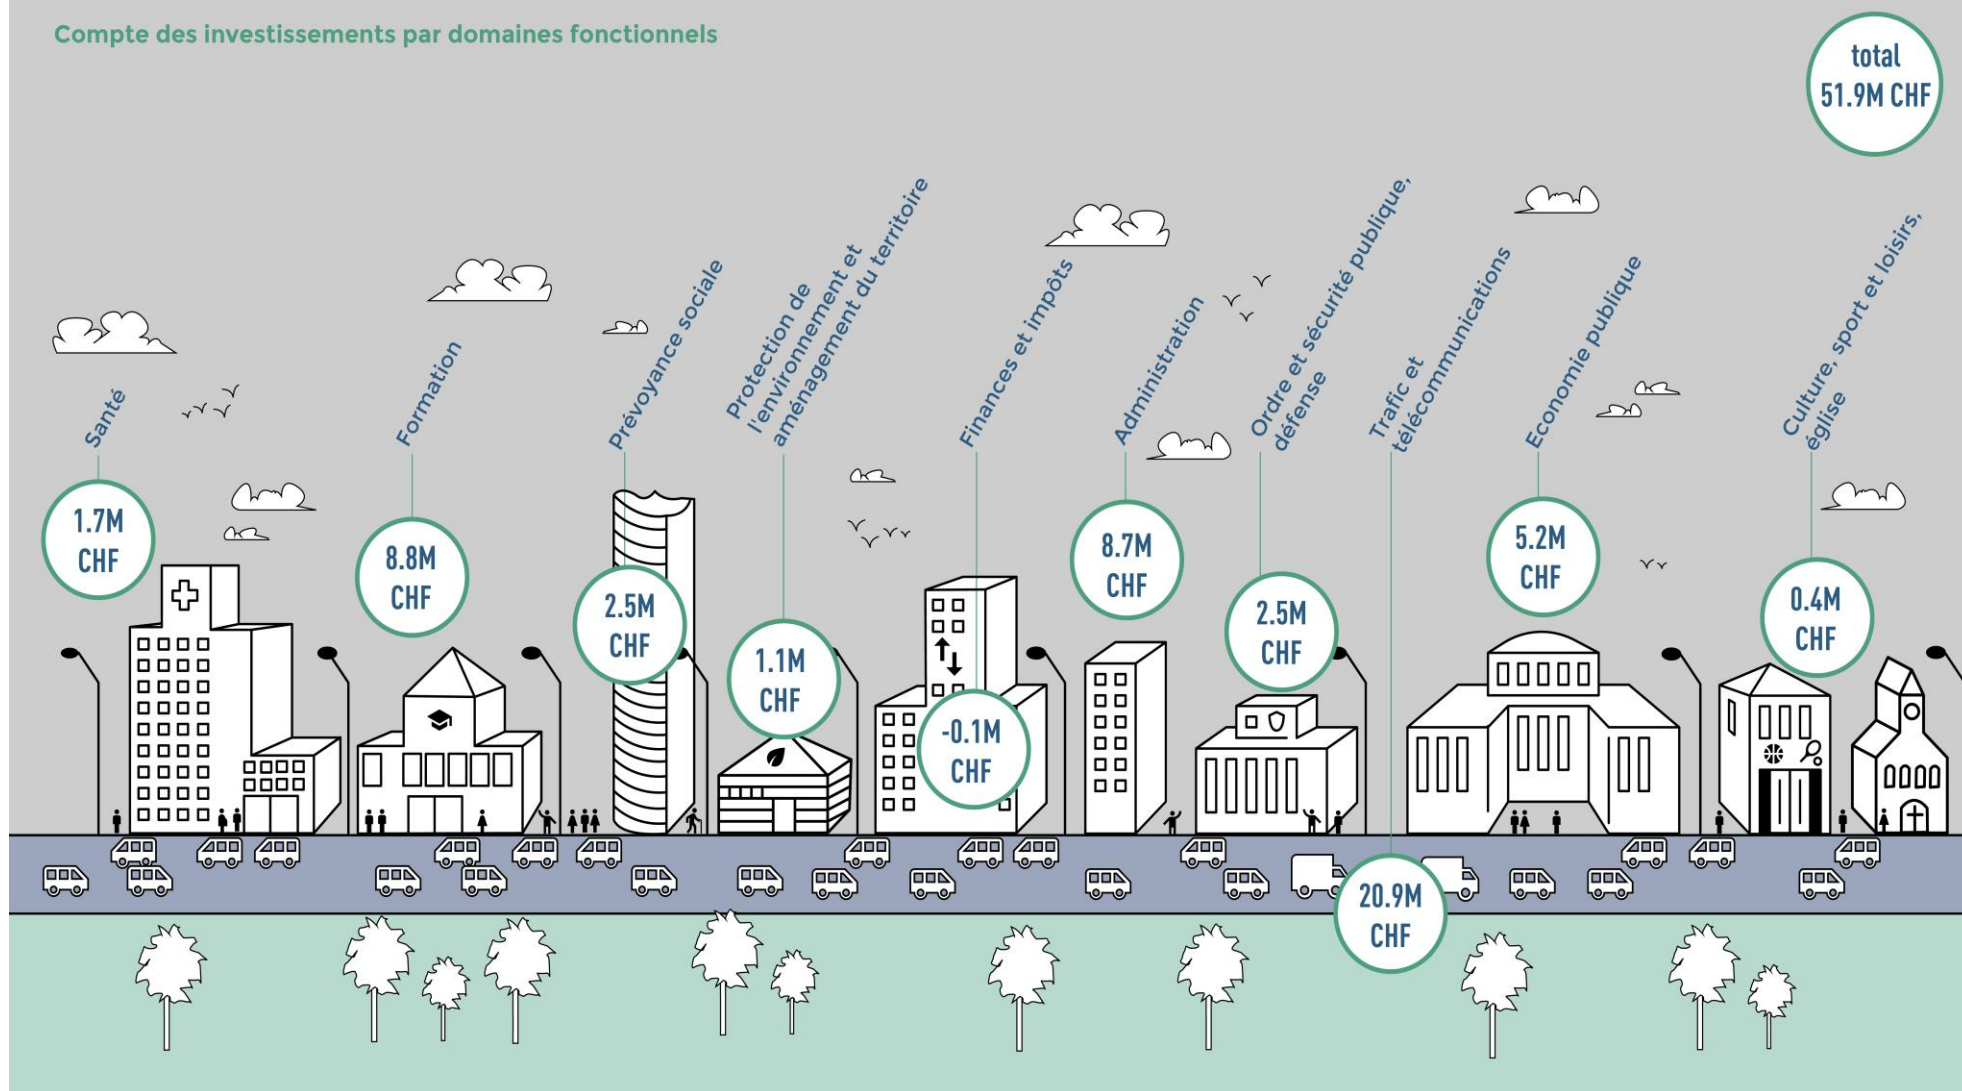 Compte des investissements par domaines fonctionnels
total
51.9M CHF
Santé
1.7M
CHF
Formation
8.8M
CHF
Prévoyance sociale
2.5M
CHF
Protection de
l'environnement et
aménagement du territoire
1.1M
CHF
Finances et impôts
-0.1M
CHF
Administration
8.7M
CHF
Ordre et sécurité publique,
défense
2.5M
CHF
Trafic et
télécommunications
20.9M
CHF
Economie publique
5.2M
CHF
Culture, sport et loisirs,
église
0.4M
CHF